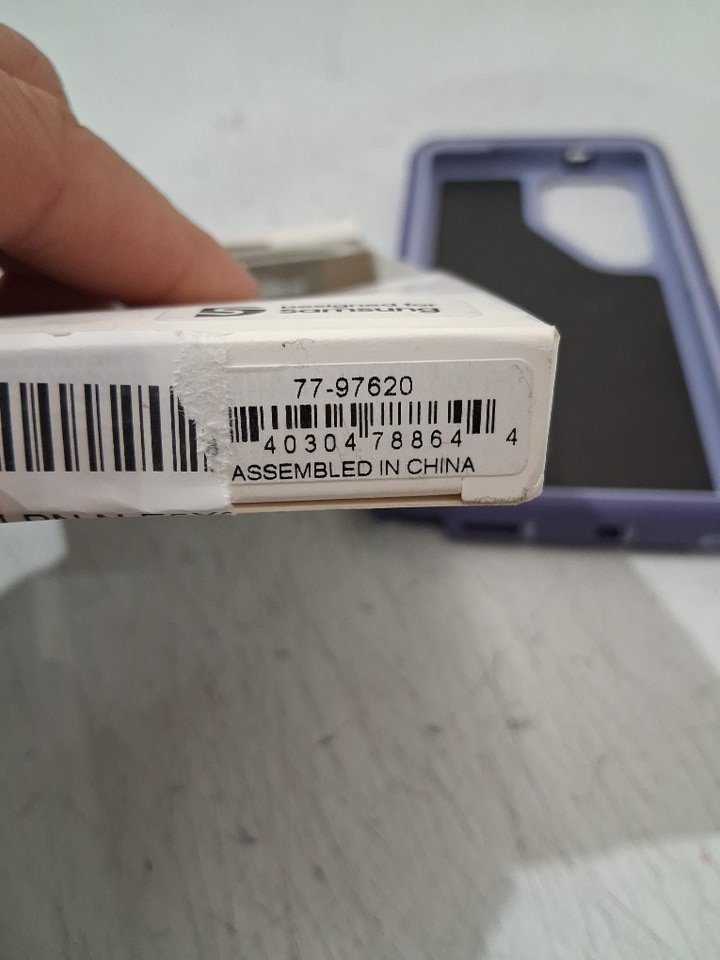 Designed for
samsung
77-97620
40304 78864 4
ASSEMBLED IN CHINA